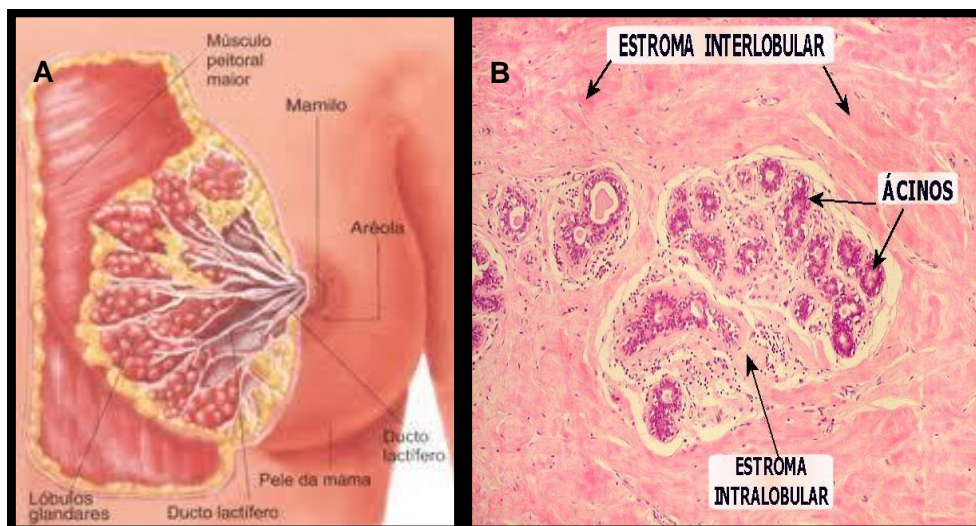 A
Músculo
peitoral
maior
Mamilo
Aréola
Ducto
lactífero
Pele da mama
Lóbulos
glandares
Ducto lactífero
B
ESTROMA INTERLOBULAR
ÁCINOS
ESTROMA
INTRALOBULAR